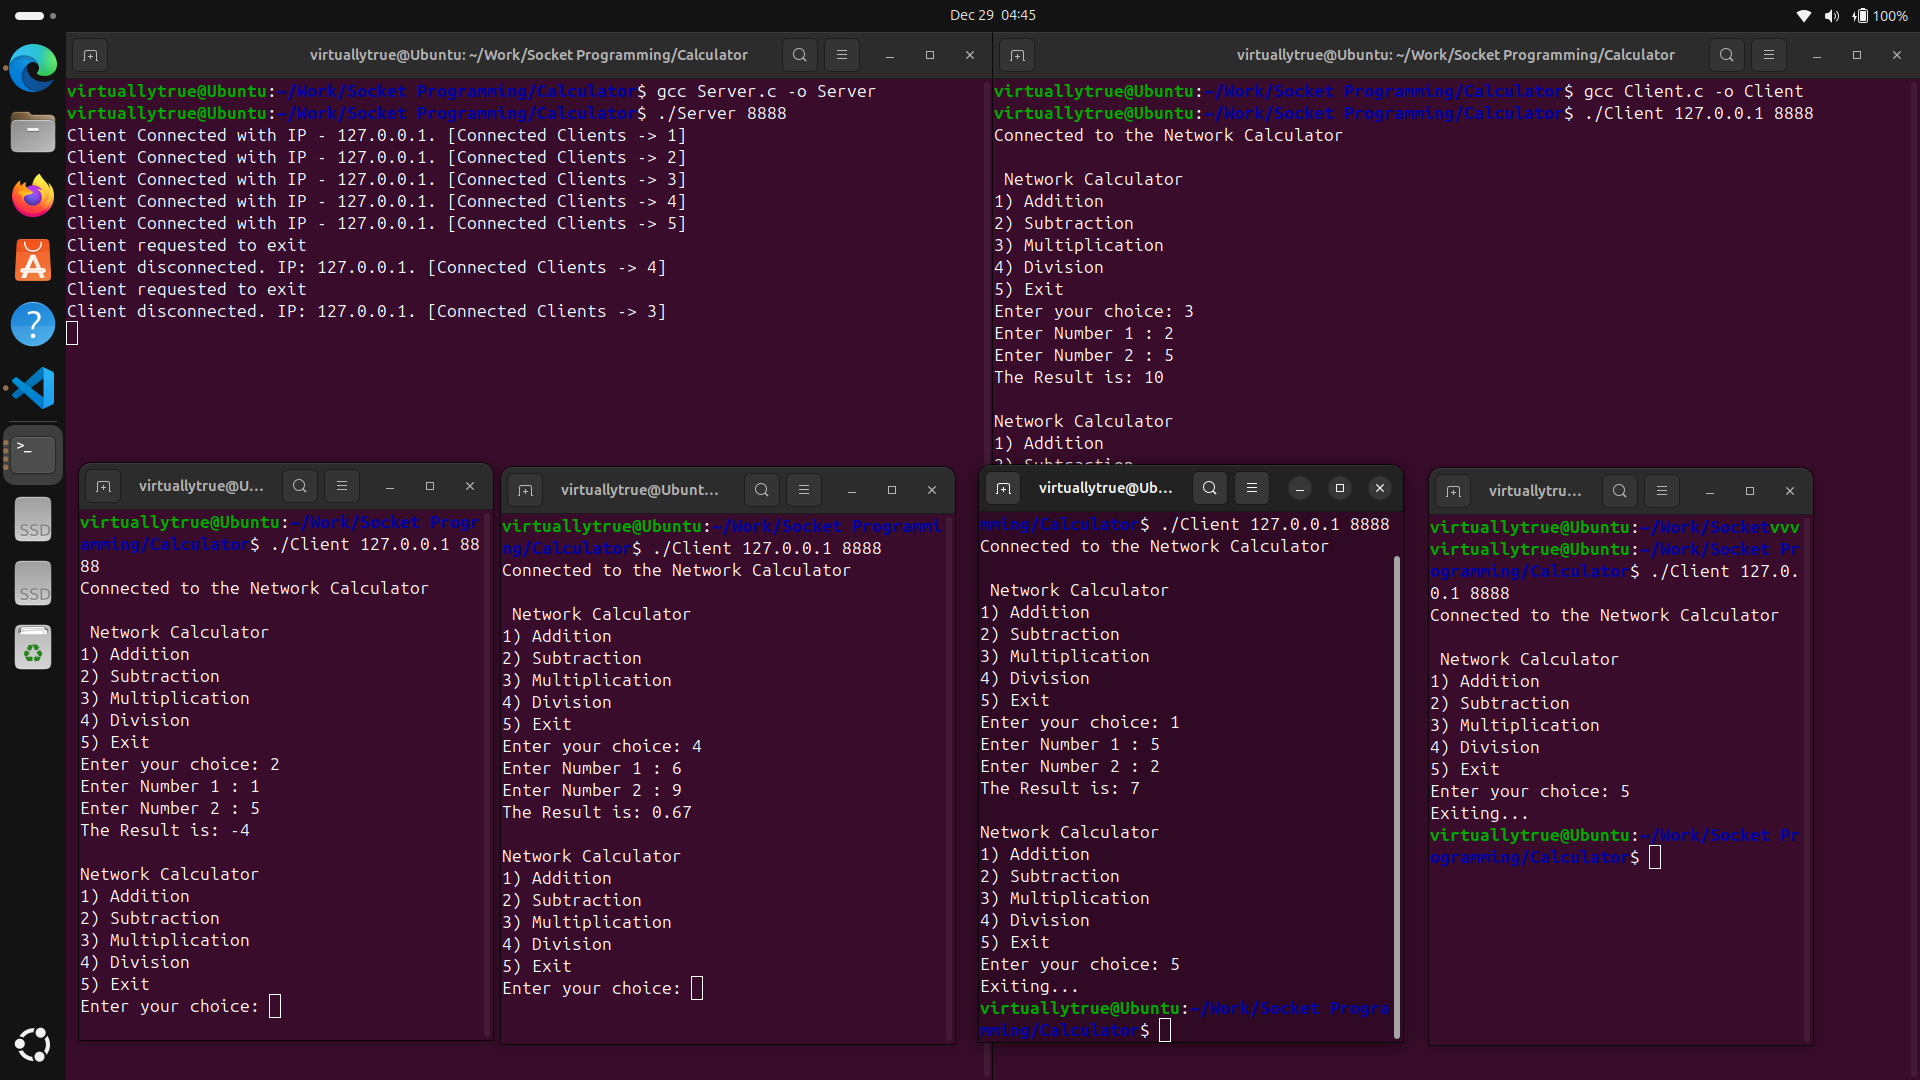 Dec 29 04:45
100%
virtuallytrue@Ubuntu: ~/Work/Socket Programming/Calculator
virtuallytrue@Ubuntu:~/Work/Socket Programming/Calculator$ gcc Server.c -o Server
virtuallytrue@Ubuntu:~/Work/Socket Programming/Calculator$ ./Server 8888
Client Connected with IP - 127.0.0.1. [Connected Clients -> 1]
Client Connected with IP - 127.0.0.1. [Connected Clients -> 2]
Client Connected with IP - 127.0.0.1. [Connected Clients -> 3]
Client Connected with IP - 127.0.0.1. [Connected Clients -> 4]
Client Connected with IP - 127.0.0.1. [Connected Clients -> 5]
Client requested to exit
Client disconnected. IP: 127.0.0.1. [Connected Clients -> 4]
Client requested to exit
Client disconnected. IP: 127.0.0.1. [Connected Clients -> 3]
virtuallytrue@Ubuntu: ~/Work/Socket Programming/Calculator
virtuallytrue@Ubuntu:~/Work/Socket Programming/Calculator$ gcc Client.c -o Client
virtuallytrue@Ubuntu:~/Work/Socket Programming/Calculator$ ./Client 127.0.0.1 8888
Connected to the Network Calculator
Network Calculator
1) Addition
2) Subtraction
3) Multiplication
4) Division
5) Exit
Enter your choice: 3
Enter Number 1 : 2
Enter Number 2 : 5
The Result is: 10
Network Calculator
1) Addition
2) Subtraction
virtuallytrue@U...
virtuallytrue@Ubuntu:~/Work/Socket Progr
amming/Calculator$ ./Client 127.0.0.1 88
88
Connected to the Network Calculator
Network Calculator
1) Addition
2) Subtraction
3) Multiplication
4) Division
5) Exit
Enter your choice: 2
Enter Number 1 : 1
Enter Number 2 : 5
The Result is: -4
Network Calculator
1) Addition
2) Subtraction
3) Multiplication
4) Division
5) Exit
Enter your choice:
virtuallytrue@Ubunt...
virtuallytrue@Ubuntu:~/Work/Socket Programmi
ng/Calculator$ ./Client 127.0.0.1 8888
Connected to the Network Calculator
Network Calculator
1) Addition
2) Subtraction
3) Multiplication
4) Division
5) Exit
Enter your choice: 4
Enter Number 1 : 6
Enter Number 2 : 9
The Result is: 0.67
Network Calculator
1) Addition
2) Subtraction
3) Multiplication
4) Division
5) Exit
Enter your choice:
virtuallytrue@Ub...
mming/Calculator$ ./Client 127.0.0.1 8888
Connected to the Network Calculator
Network Calculator
1) Addition
2) Subtraction
3) Multiplication
4) Division
5) Exit
Enter your choice: 1
Enter Number 1 : 5
Enter Number 2 : 2
The Result is: 7
Network Calculator
1) Addition
2) Subtraction
3) Multiplication
4) Division
5) Exit
Enter your choice: 5
Exiting...
virtuallytrue@Ubuntu:~/Work/Socket Progra
mming/Calculator$
virtuallytru...
virtuallytrue@Ubuntu:~/Work/Socketvvv
virtuallytrue@Ubuntu:~/Work/Socket Pr
ogramming/Calculator$ ./Client 127.0.
0.1 8888
Connected to the Network Calculator
Network Calculator
1) Addition
2) Subtraction
3) Multiplication
4) Division
5) Exit
Enter your choice: 5
Exiting...
virtuallytrue@Ubuntu:~/Work/Socket Pr
ogramming/Calculator$
SSD
SSD